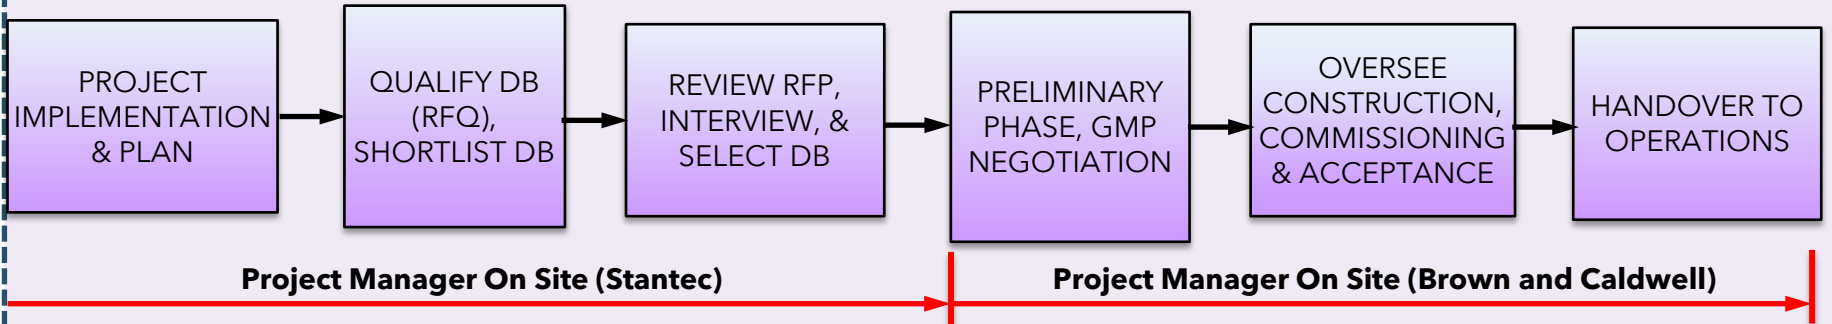 PROJECT
IMPLEMENTATION
& PLAN
QUALIFY DB
(RFQ),
SHORTLIST DB
REVIEW RFP,
INTERVIEW, &
SELECT DB
PRELIMINARY
PHASE, GMP
NEGOTIATION
OVERSEE
CONSTRUCTION,
COMMISSIONING
& ACCEPTANCE
HANDOVER TO
OPERATIONS
Project Manager On Site (Stantec)
Project Manager On Site (Brown and Caldwell)